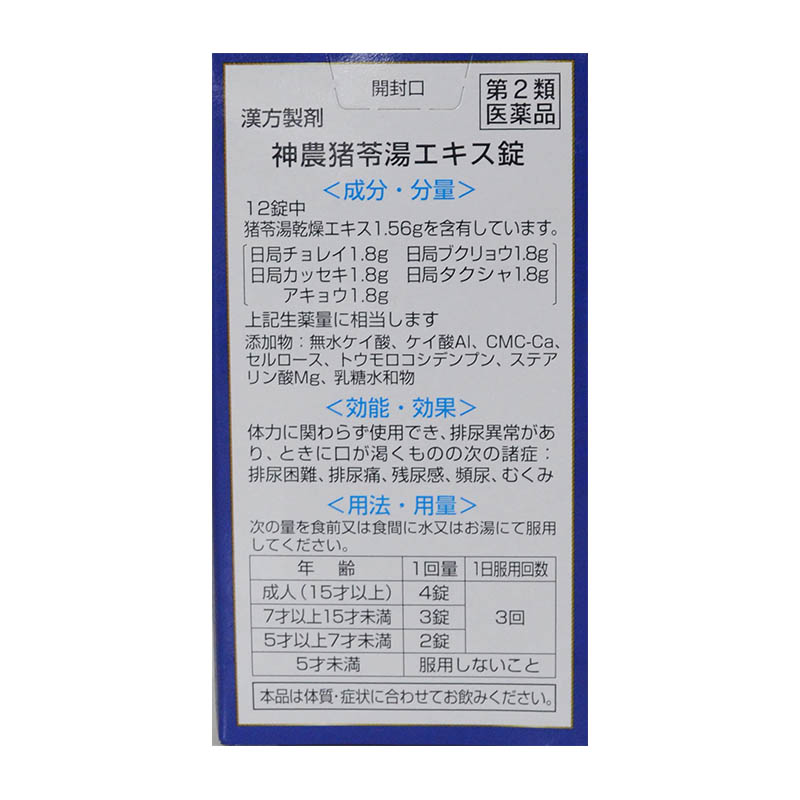 開封口
第2類
医薬品
漢方製剤
神農猪苓湯エキス錠
<成分・分量>
12錠中
猪苓湯乾燥エキス1.56gを含有しています。
日局チョレイ1.8g 日局ブクリョウ1.8g
日局カッセキ1.8g 日局タクシャ1.8g
アキョウ1.8g
上記生薬量に相当します
添加物：無水ケイ酸、ケイ酸Al、CMC-Ca、
セルロース、トウモロコシデンプン、ステア
リン酸Mg、乳糖水和物
<効能・効果>
体力に関わらず使用でき、排尿異常があ
り、ときに口が渇くものの次の諸症：
排尿困難、排尿痛、残尿感、頻尿、むくみ
<用法・用量>
次の量を食前又は食間に水又はお湯にて服用
してください。
年齢 1回量 1日服用回数
成人（15才以上） 4錠
7才以上15才未満 3錠 3回
5才以上7才未満 2錠
5才未満 服用しないこと
本品は体質・症状に合わせてお飲みください。